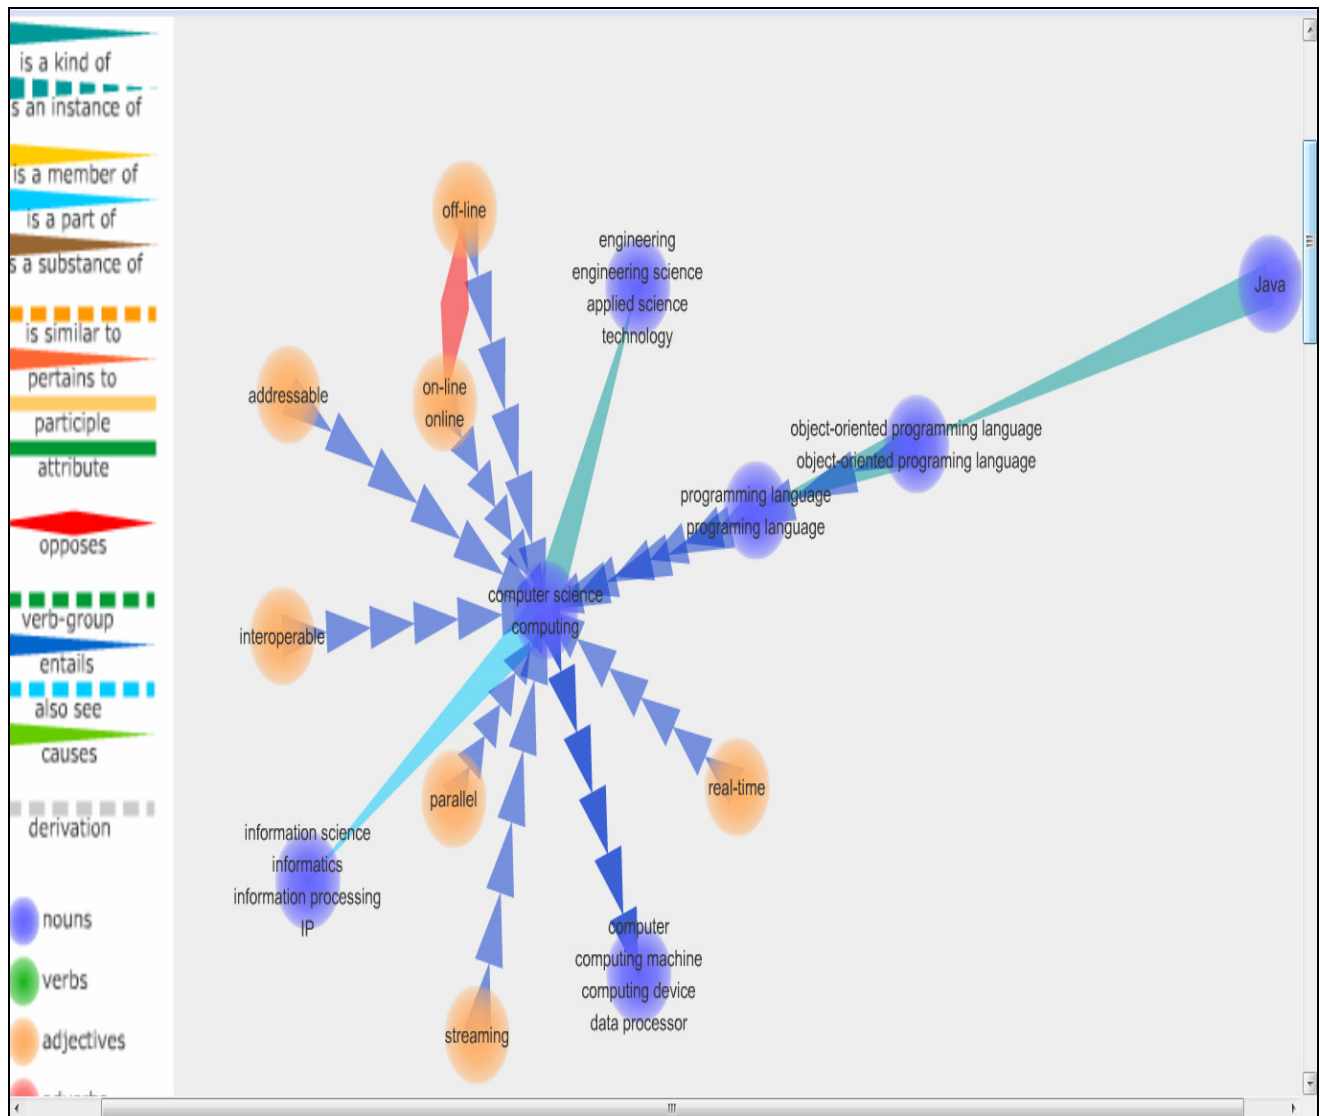 is a kind of
s an instance of
is a member of
is a part of
s a substance of
is similar to
pertains to
participle
attribute
opposes
verb-group
entails
also see
causes
derivation
nouns
verbs
adjectives
off-line
engineering
engineering science
applied science
technology
Java
addressable
on-line
online
object-oriented programming language
object-oriented programing language
programming language
programing language
computer science
computing
interoperable
parallel
real-time
information science
informatics
information processing
IP
computer
computing machine
computing device
data processor
streaming